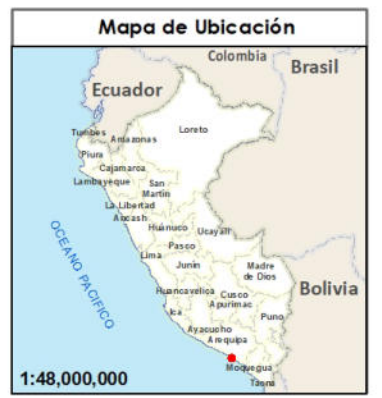 Mapa de Ubicación
Colombia
Brasil
Ecuador
Loreto
Tumbes
Amazonas
Piura
Cajamarca
Lambayeque
San
Martín
La Libertad
Ancash
Huánuco
Ucayali
Pasco
Lima
Junín
Madre
de Dios
Huancavelica
Cusco
Apurimac
Bolivia
Ica
Puno
Ayacucho
Arequipa
Moquegua
Tacna
OCEANO PACIFICO
1:48,000,000